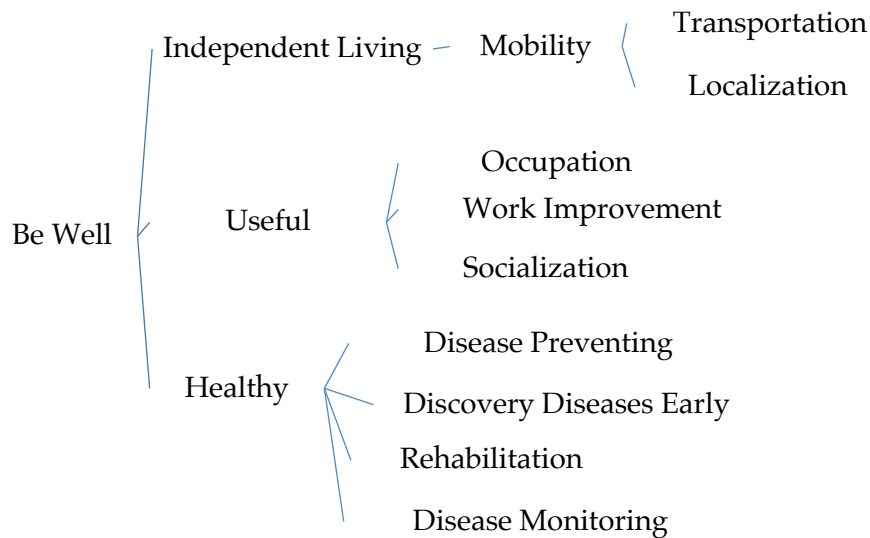 Transportation
Independent Living
Mobility
Localization
Occupation
Work Improvement
Be Well
Useful
Socialization
Disease Preventing
Healthy
Discovery Diseases Early
Rehabilitation
Disease Monitoring